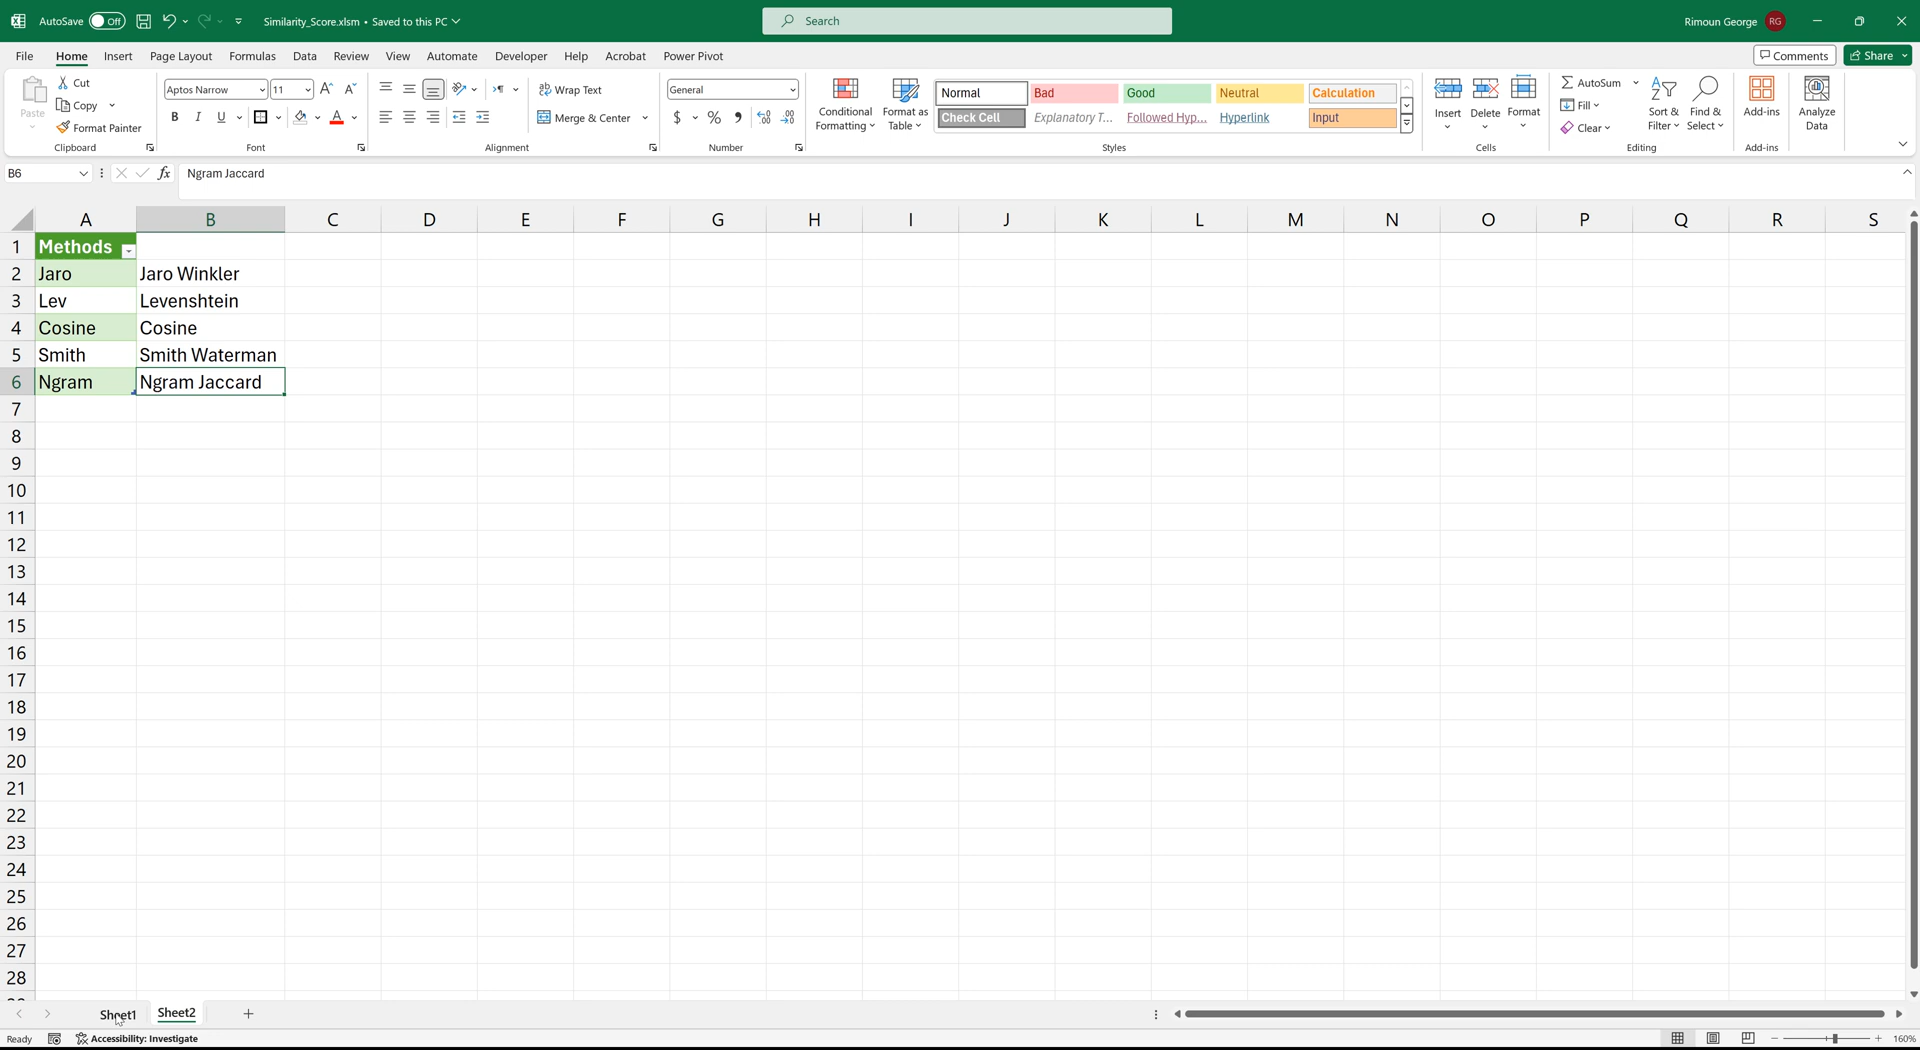 AutoSave Off Similarity_Score.xlsm • Saved to this PC Search Rimoun George RG
File Home Insert Page Layout Formulas Data Review View Automate Developer Help Acrobat Power Pivot Comments Share
Paste Cut Copy Format Painter Clipboard
Aptos Narrow 11 A A B I U A Font
ab Wrap Text Merge & Center Alignment
General $ % Number
Conditional Formatting Format as Table
Normal Bad Good Neutral Calculation
Check Cell Explanatory T... Followed Hyp... Hyperlink Input
Styles
Insert Delete Format Cells
AutoSum Fill Clear Sort & Filter Find & Select Editing
Add-ins Add-ins
Analyze Data
B6 fx Ngram Jaccard
A B C D E F G H I J K L M N O P Q R S
1 Methods
2 Jaro Jaro Winkler
3 Lev Levenshtein
4 Cosine Cosine
5 Smith Smith Waterman
6 Ngram Ngram Jaccard
7
8
9
10
11
12
13
14
15
16
17
18
19
20
21
22
23
24
25
26
27
28
Sheet1 Sheet2 +
Ready Accessibility: Investigate 160%